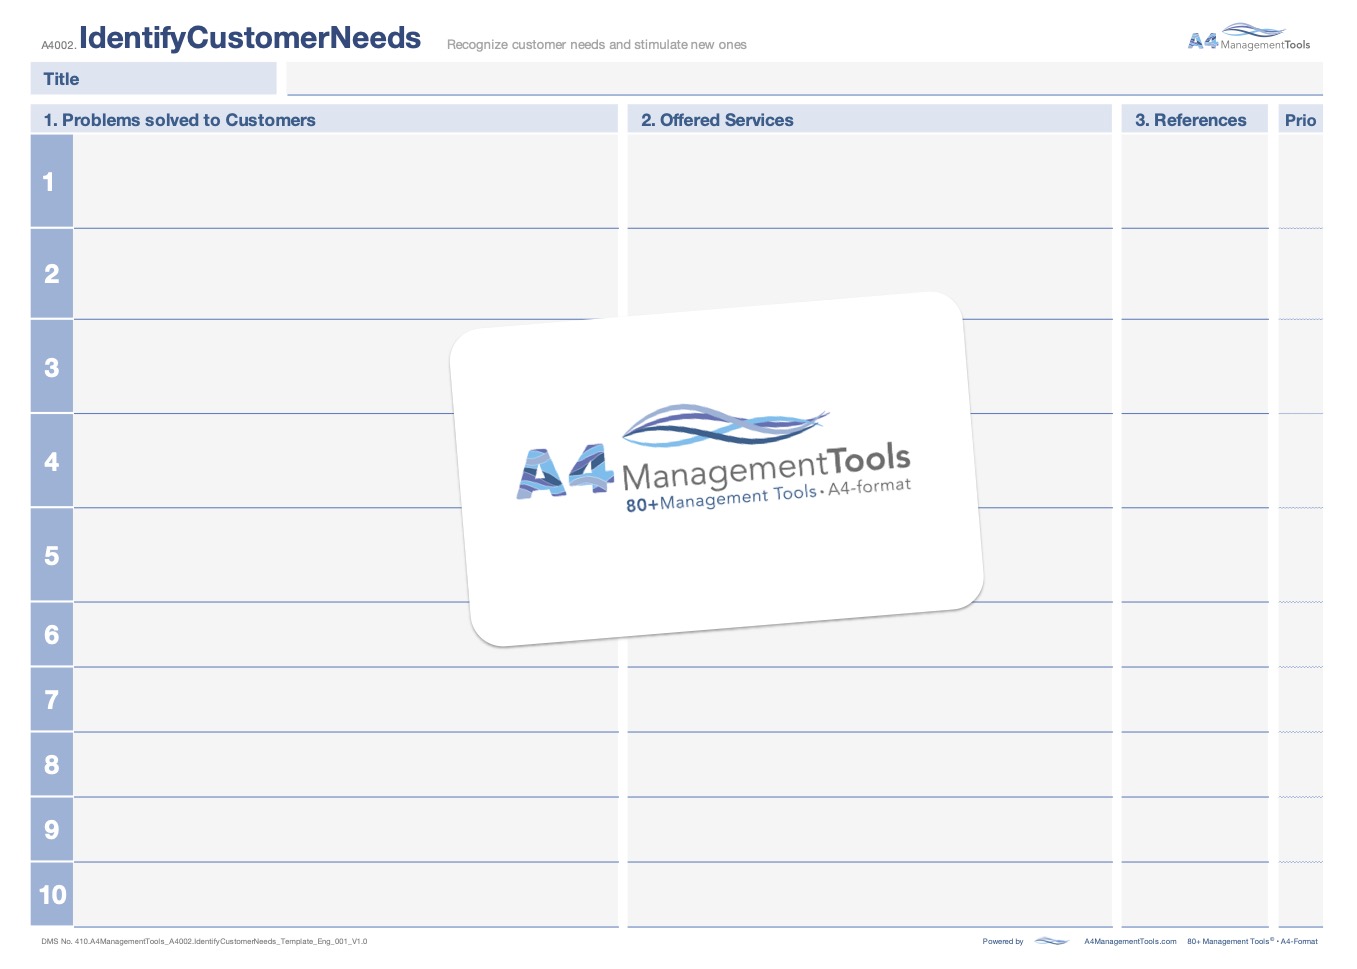 A4002. IdentifyCustomerNeeds Recognize customer needs and stimulate new ones A4 ManagementTools
Title
1. Problems solved to Customers 2. Offered Services 3. References Prio
1
2
3
4
5
6
7
8
9
10
A4 ManagementTools
80+Management Tools • A4-format
DMS No. 410.A4ManagementTools_A4002.IdentifyCustomerNeeds_Template_Eng_001_V1.0 Powered by A4ManagementTools.com 80+ Management Tools© • A4-Format